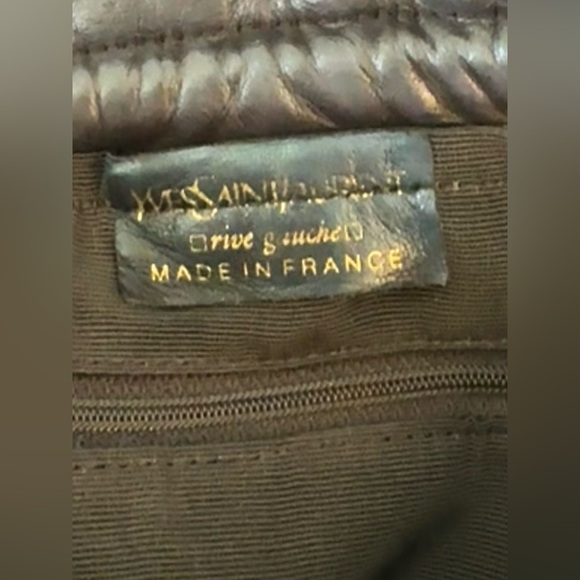 YVES SAINT LAURENT
rive gauche
MADE IN FRANCE